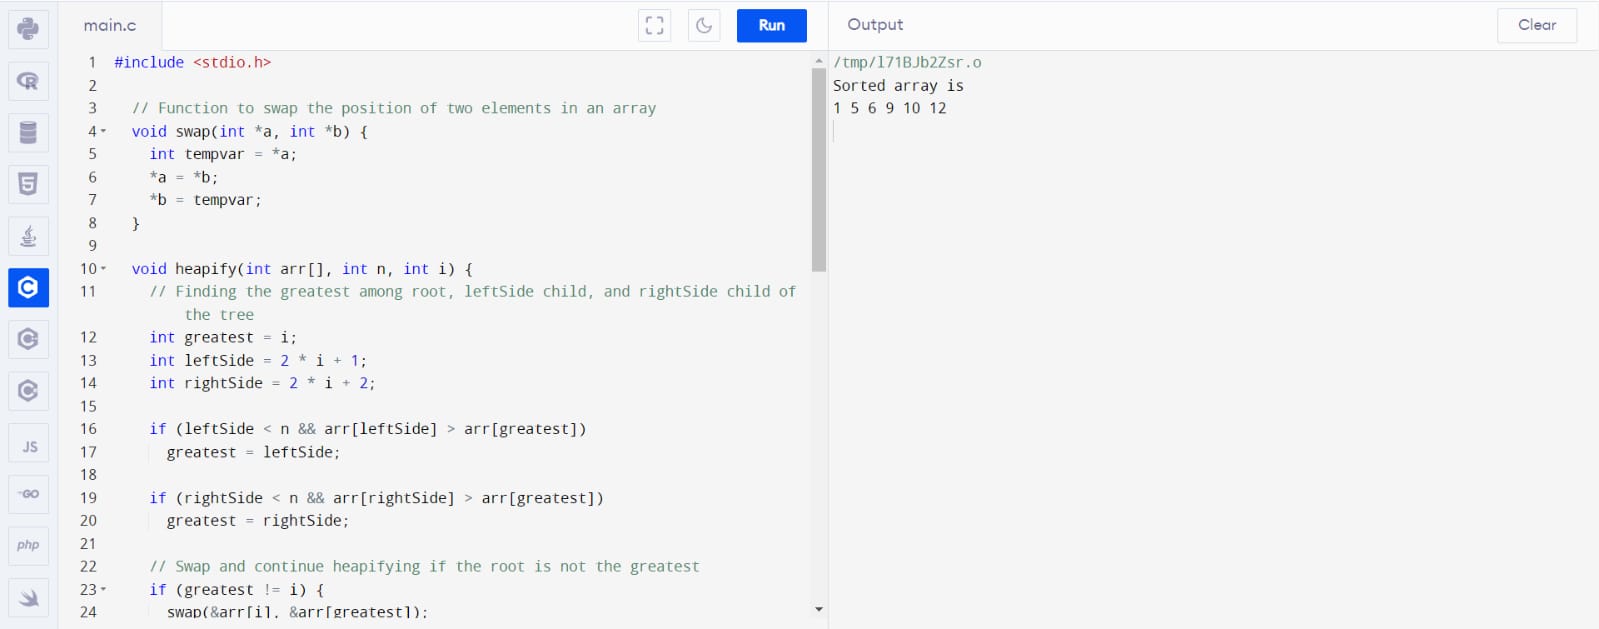 main.c
Run
Output
Clear
1 #include <stdio.h>
2
3 // Function to swap the position of two elements in an array
4 void swap(int *a, int *b) {
5 int tempvar = *a;
6 *a = *b;
7 *b = tempvar;
8 }
9
10 void heapify(int arr[], int n, int i) {
11 // Finding the greatest among root, leftSide child, and rightSide child of
the tree
12 int greatest = i;
13 int leftSide = 2 * i + 1;
14 int rightSide = 2 * i + 2;
15
16 if (leftSide < n && arr[leftSide] > arr[greatest])
17 greatest = leftSide;
18
19 if (rightSide < n && arr[rightSide] > arr[greatest])
20 greatest = rightSide;
21
22 // Swap and continue heapifying if the root is not the greatest
23 if (greatest != i) {
24 swap(&arr[i], &arr[greatest]);
/tmp/l71BJb2Zsr.o
Sorted array is
1 5 6 9 10 12
R
5
C
C
C
JS
GO
php